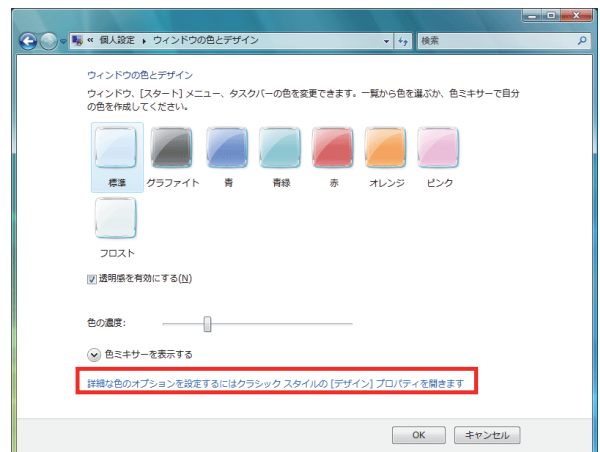 « 個人設定 ▸ ウィンドウの色とデザイン
検索
ウィンドウの色とデザイン
ウィンドウ、[スタート] メニュー、タスクバーの色を変更できます。一覧から色を選ぶか、色ミキサーで自分
の色を作成してください。
標準 グラファイト 青 青緑 赤 オレンジ ピンク
フロスト
透明感を有効にする(N)
色の濃度:
色ミキサーを表示する
詳細な色のオプションを設定するにはクラシック スタイルの [デザイン] プロパティを開きます
OK キャンセル